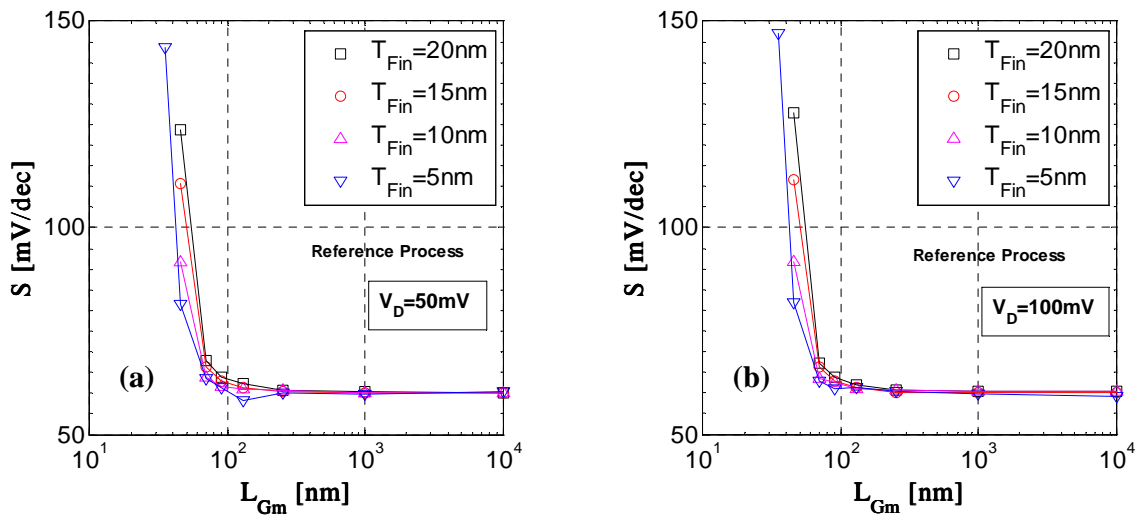 150
100
50
S [mV/dec]
T_Fin=20nm
T_Fin=15nm
T_Fin=10nm
T_Fin=5nm
Reference Process
V_D=50mV
(a)
10^1 10^2 10^3 10^4
L_Gm [nm]
150
100
50
S [mV/dec]
T_Fin=20nm
T_Fin=15nm
T_Fin=10nm
T_Fin=5nm
Reference Process
V_D=100mV
(b)
10^1 10^2 10^3 10^4
L_Gm [nm]